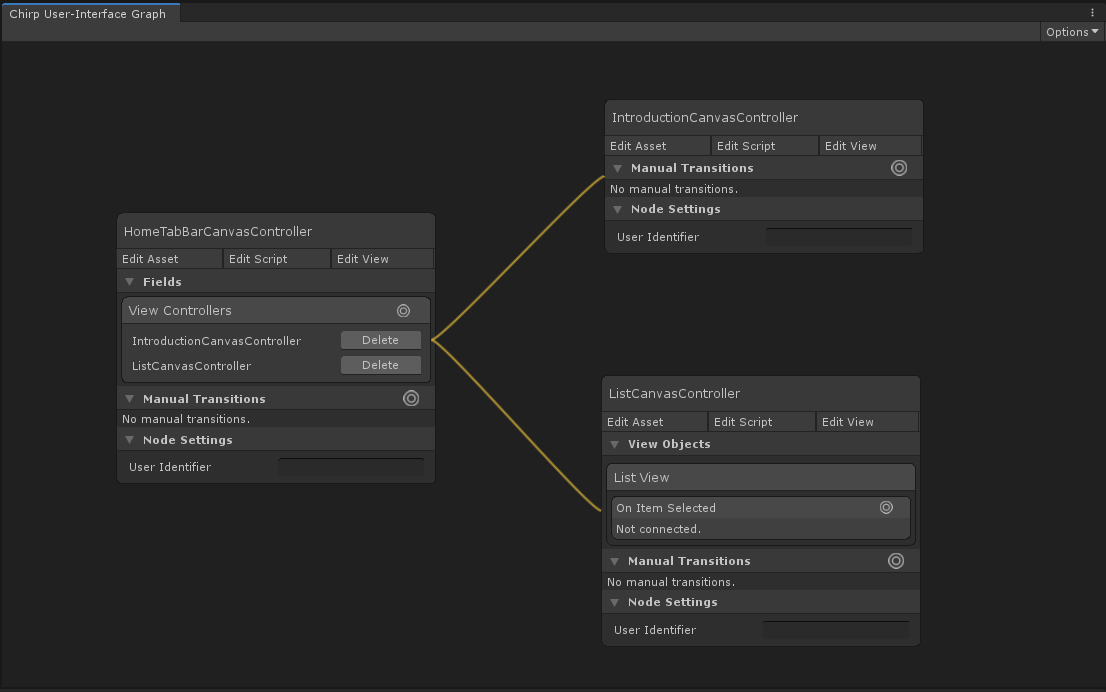 Chirp User-Interface Graph
Options
HomeTabBarCanvasController
Edit Asset Edit Script Edit View
Fields
View Controllers
IntroductionCanvasController Delete
ListCanvasController Delete
Manual Transitions
No manual transitions.
Node Settings
User Identifier
IntroductionCanvasController
Edit Asset Edit Script Edit View
Manual Transitions
No manual transitions.
Node Settings
User Identifier
ListCanvasController
Edit Asset Edit Script Edit View
View Objects
List View
On Item Selected
Not connected.
Manual Transitions
No manual transitions.
Node Settings
User Identifier